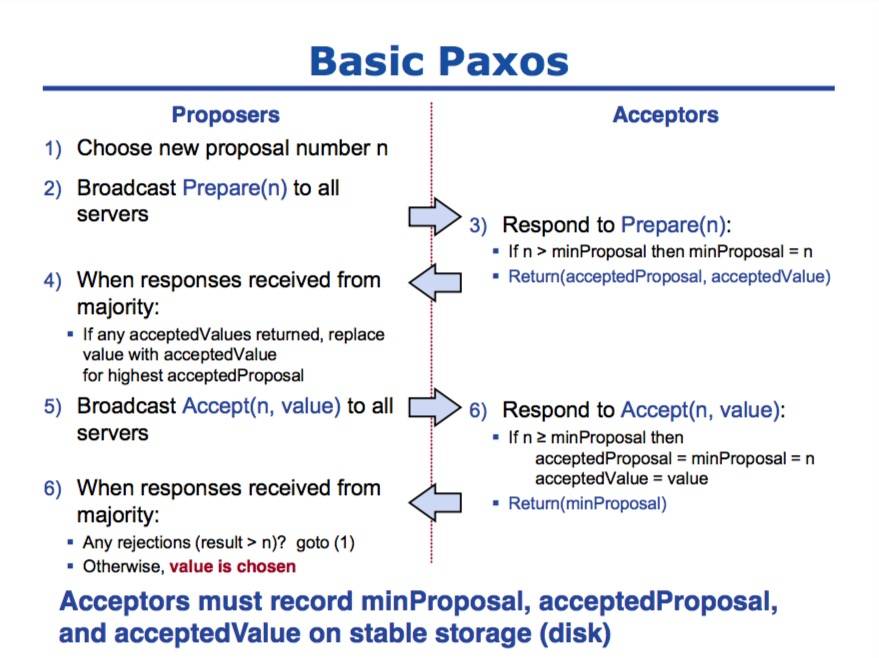 Basic Paxos
Proposers
Acceptors
1) Choose new proposal number n
2) Broadcast Prepare(n) to all
servers
3) Respond to Prepare(n):
▪ If n > minProposal then minProposal = n
▪ Return(acceptedProposal, acceptedValue)
4) When responses received from
majority:
▪ If any acceptedValues returned, replace
value with acceptedValue
for highest acceptedProposal
5) Broadcast Accept(n, value) to all
servers
6) Respond to Accept(n, value):
▪ If n ≥ minProposal then
acceptedProposal = minProposal = n
acceptedValue = value
▪ Return(minProposal)
6) When responses received from
majority:
▪ Any rejections (result > n)? goto (1)
▪ Otherwise, value is chosen
Acceptors must record minProposal, acceptedProposal,
and acceptedValue on stable storage (disk)